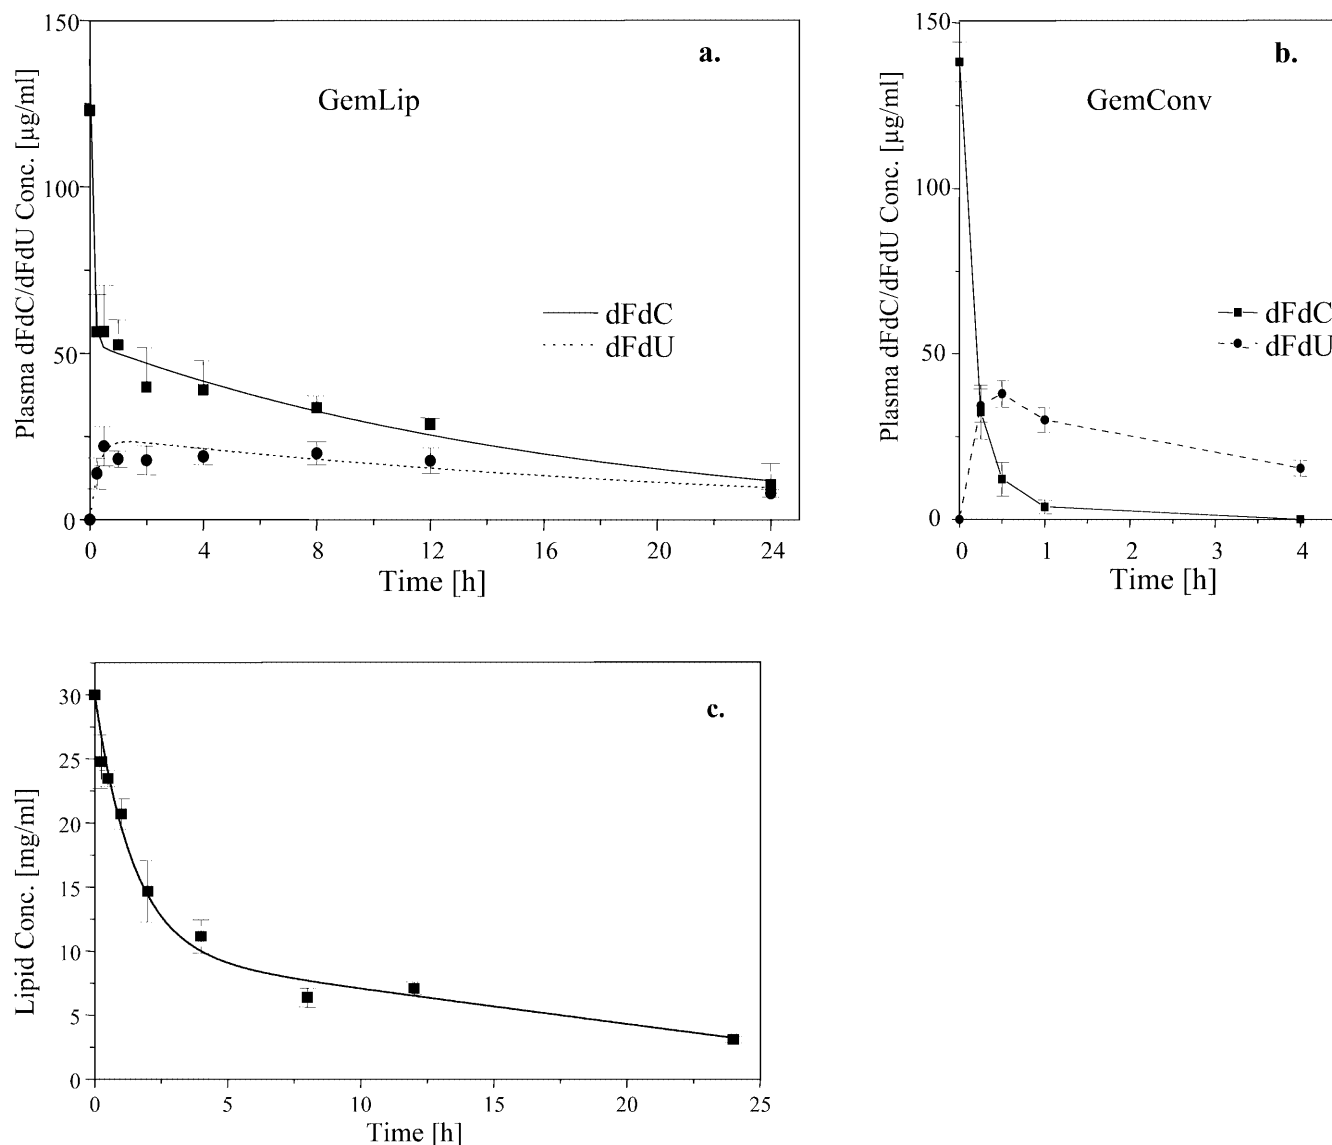 a.
GemLip
Plasma dFdC/dFdU Conc. [µg/ml]
150
100
50
0
dFdC
dFdU
0 4 8 12 16 20 24
Time [h]
b.
GemConv
Plasma dFdC/dFdU Conc. [µg/ml]
150
100
50
0
dFdC
dFdU
0 1 2 3 4
Time [h]
c.
Lipid Conc. [mg/ml]
30
25
20
15
10
5
0
0 5 10 15 20 25
Time [h]